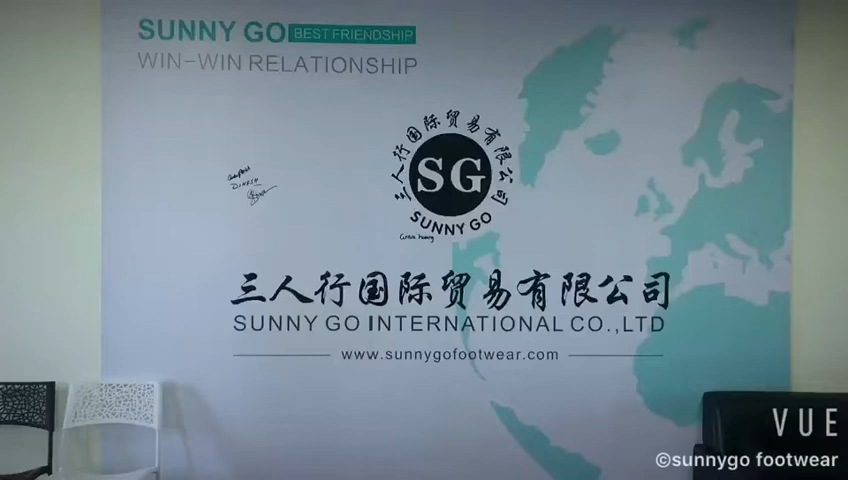 SUNNY GO BEST FRIENDSHIP
WIN-WIN RELATIONSHIP
三人行国际贸易有限公司
SG
SUNNY GO
DINESH
三人行国际贸易有限公司
SUNNY GO INTERNATIONAL CO.,LTD
www.sunnygofootwear.com
VUE
©sunnygo footwear